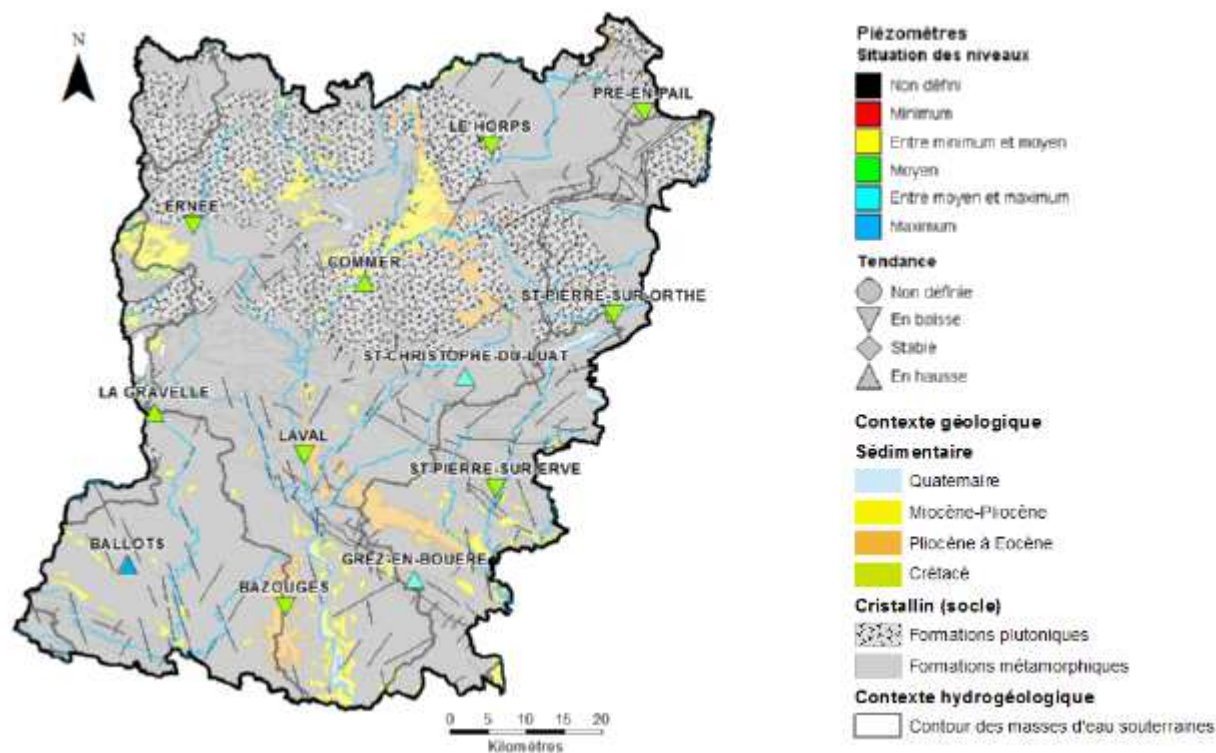 N
PRE-EN-PAIL
LE HORPS
ERNEE
COMMER
ST-PIERRE-SUR-ORTHE
ST-CHRISTOPHE-DU-LUAT
LA GRAVELLE
LAVAL
ST-PIERRE-SUR-ERVE
BALLOTS
GREZ-EN-BOUERE
BAZOUGES
0 5 10 15 20
Kilomètres
Piézomètres
Situation des niveaux
Non défini
Minimum
Entre minimum et moyen
Moyen
Entre moyen et maximum
Maximum
Tendance
Non définie
En baisse
Stable
En hausse
Contexte géologique
Sédimentaire
Quaternaire
Miocène-Pliocène
Pliocène à Eocène
Crétacé
Cristallin (socle)
Formations plutoniques
Formations métamorphiques
Contexte hydrogéologique
Contour des masses d'eau souterraines